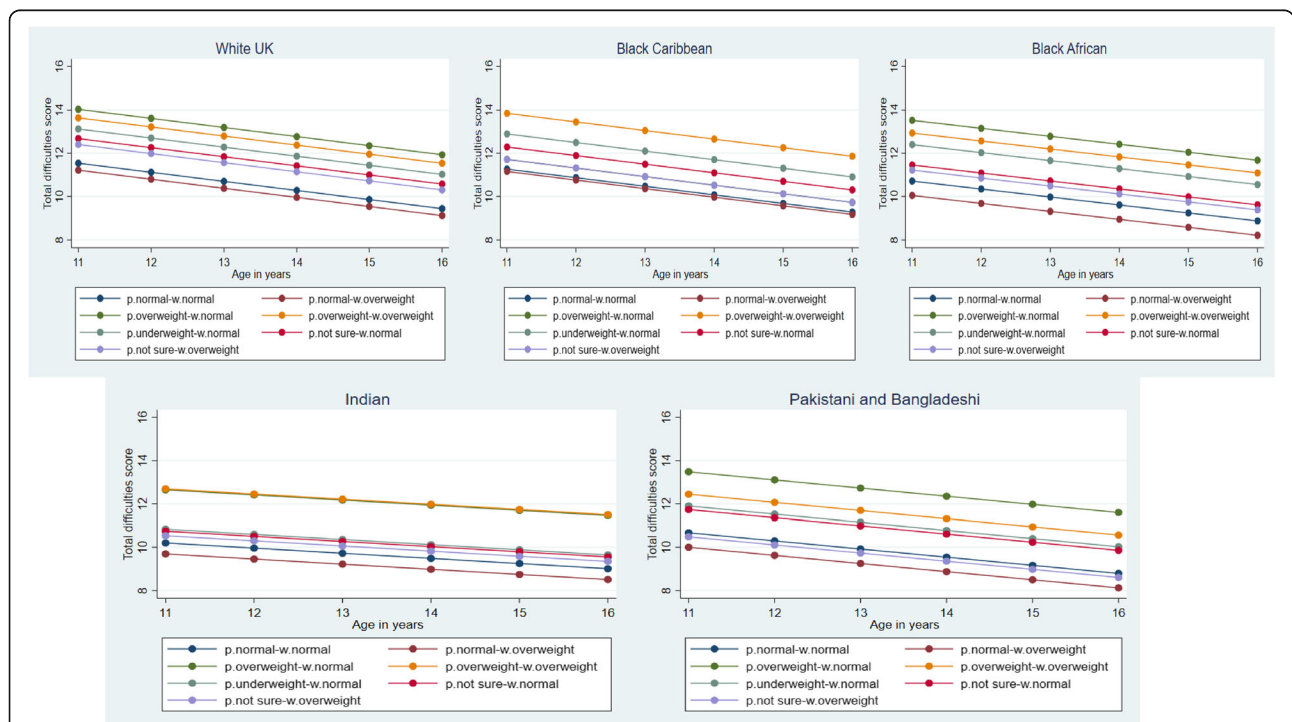 White UK
Total difficulties score
16
14
12
10
8
11 12 13 14 15 16
Age in years
p.normal-w.normal p.normal-w.overweight
p.overweight-w.normal p.overweight-w.overweight
p.underweight-w.normal p.not sure-w.normal
p.not sure-w.overweight
Black Caribbean
Total difficulties score
16
14
12
10
8
11 12 13 14 15 16
Age in years
p.normal-w.normal p.normal-w.overweight
p.overweight-w.normal p.overweight-w.overweight
p.underweight-w.normal p.not sure-w.normal
p.not sure-w.overweight
Black African
Total difficulties score
16
14
12
10
8
11 12 13 14 15 16
Age in years
p.normal-w.normal p.normal-w.overweight
p.overweight-w.normal p.overweight-w.overweight
p.underweight-w.normal p.not sure-w.normal
p.not sure-w.overweight
Indian
Total difficulties score
16
14
12
10
8
11 12 13 14 15 16
Age in years
p.normal-w.normal p.normal-w.overweight
p.overweight-w.normal p.overweight-w.overweight
p.underweight-w.normal p.not sure-w.normal
p.not sure-w.overweight
Pakistani and Bangladeshi
Total difficulties score
16
14
12
10
8
11 12 13 14 15 16
Age in years
p.normal-w.normal p.normal-w.overweight
p.overweight-w.normal p.overweight-w.overweight
p.underweight-w.normal p.not sure-w.normal
p.not sure-w.overweight